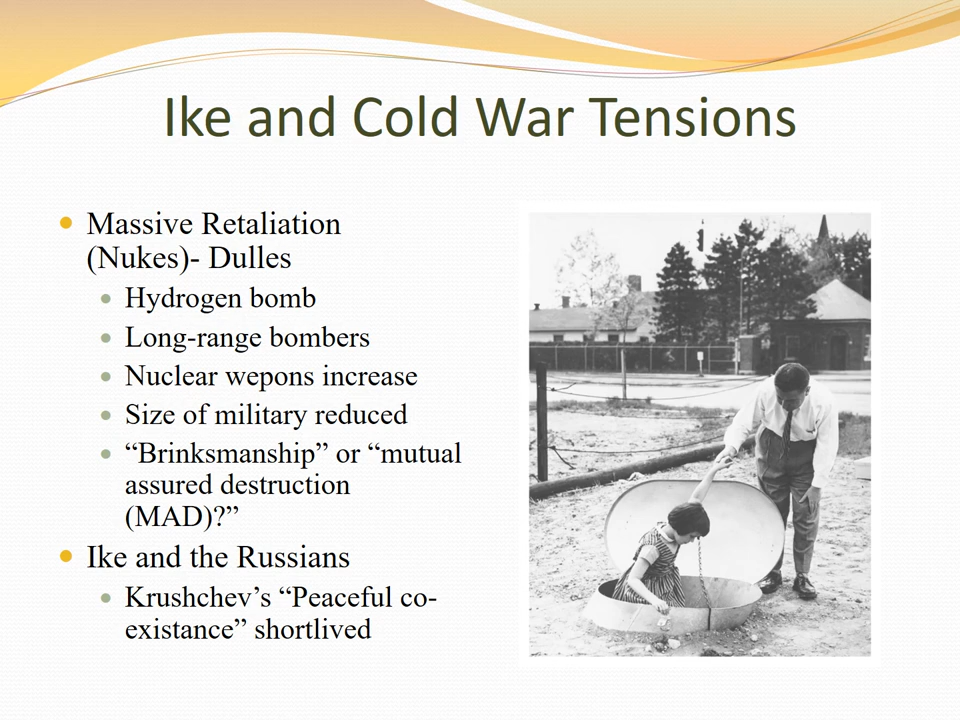 Ike and Cold War Tensions
Massive Retaliation
(Nukes)- Dulles
Hydrogen bomb
Long-range bombers
Nuclear wepons increase
Size of military reduced
“Brinksmanship” or “mutual
assured destruction
(MAD)?”
Ike and the Russians
Krushchev’s “Peaceful co-
existance” shortlived